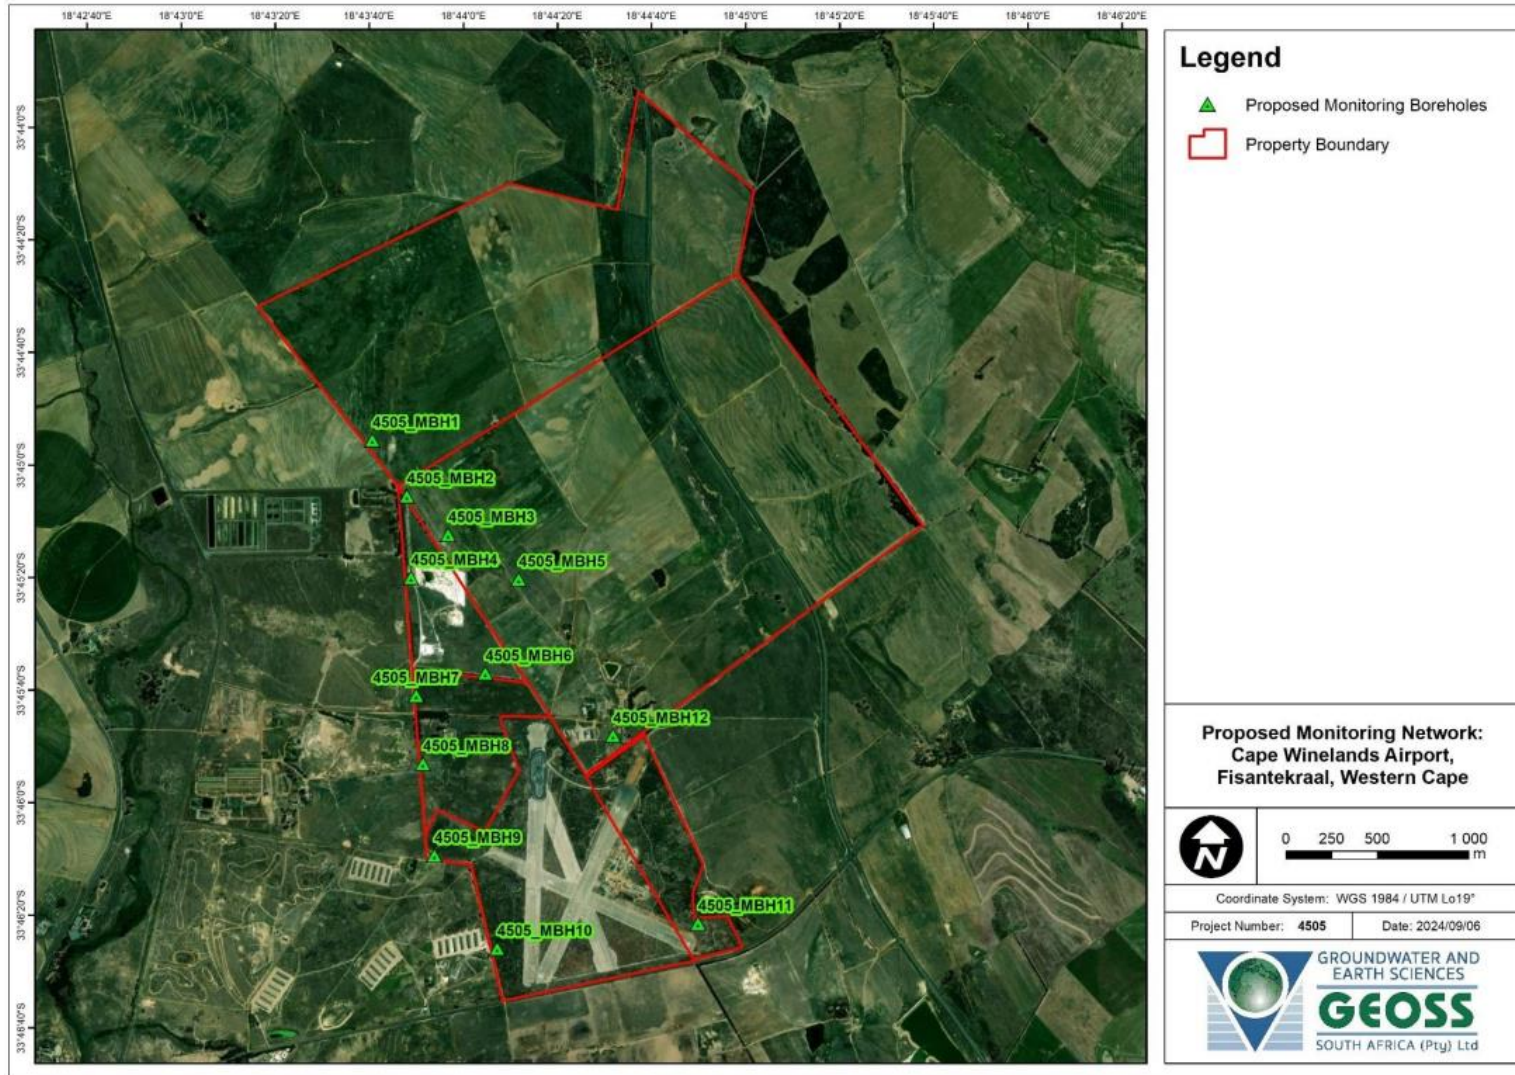 18°42'40"E 18°43'0"E 18°43'20"E 18°43'40"E 18°44'0"E 18°44'20"E 18°44'40"E 18°45'0"E 18°45'20"E 18°45'40"E 18°46'0"E 18°46'20"E
33°44'0"S
33°44'20"S
33°44'40"S
33°45'0"S
33°45'20"S
33°45'40"S
33°46'0"S
33°46'20"S
33°46'40"S
4505_MBH1
4505_MBH2
4505_MBH3
4505_MBH4
4505_MBH5
4505_MBH6
4505_MBH7
4505_MBH12
4505_MBH8
4505_MBH9
4505_MBH11
4505_MBH10
Legend
Proposed Monitoring Boreholes
Property Boundary
Proposed Monitoring Network:
Cape Winelands Airport,
Fisantekraal, Western Cape
N
0 250 500 1 000
m
Coordinate System: WGS 1984 / UTM Lo19°
Project Number: 4505 Date: 2024/09/06
GROUNDWATER AND
EARTH SCIENCES
GEOSS
SOUTH AFRICA (Pty) Ltd